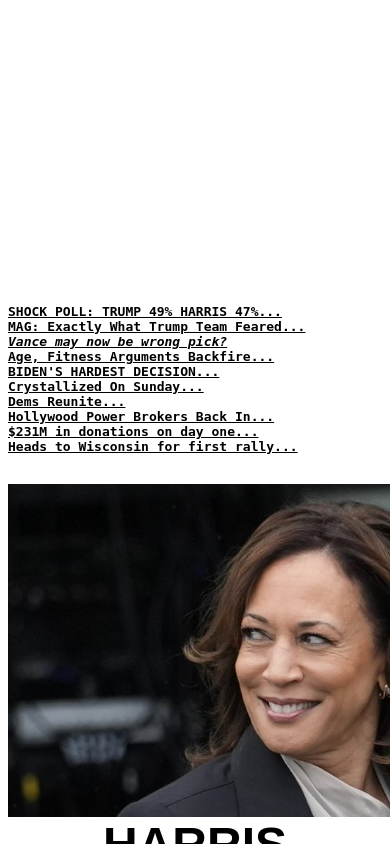 SHOCK POLL: TRUMP 49% HARRIS 47%...
MAG: Exactly What Trump Team Feared...
Vance may now be wrong pick?
Age, Fitness Arguments Backfire...
BIDEN'S HARDEST DECISION...
Crystallized On Sunday...
Dems Reunite...
Hollywood Power Brokers Back In...
$231M in donations on day one...
Heads to Wisconsin for first rally...
HARRIS